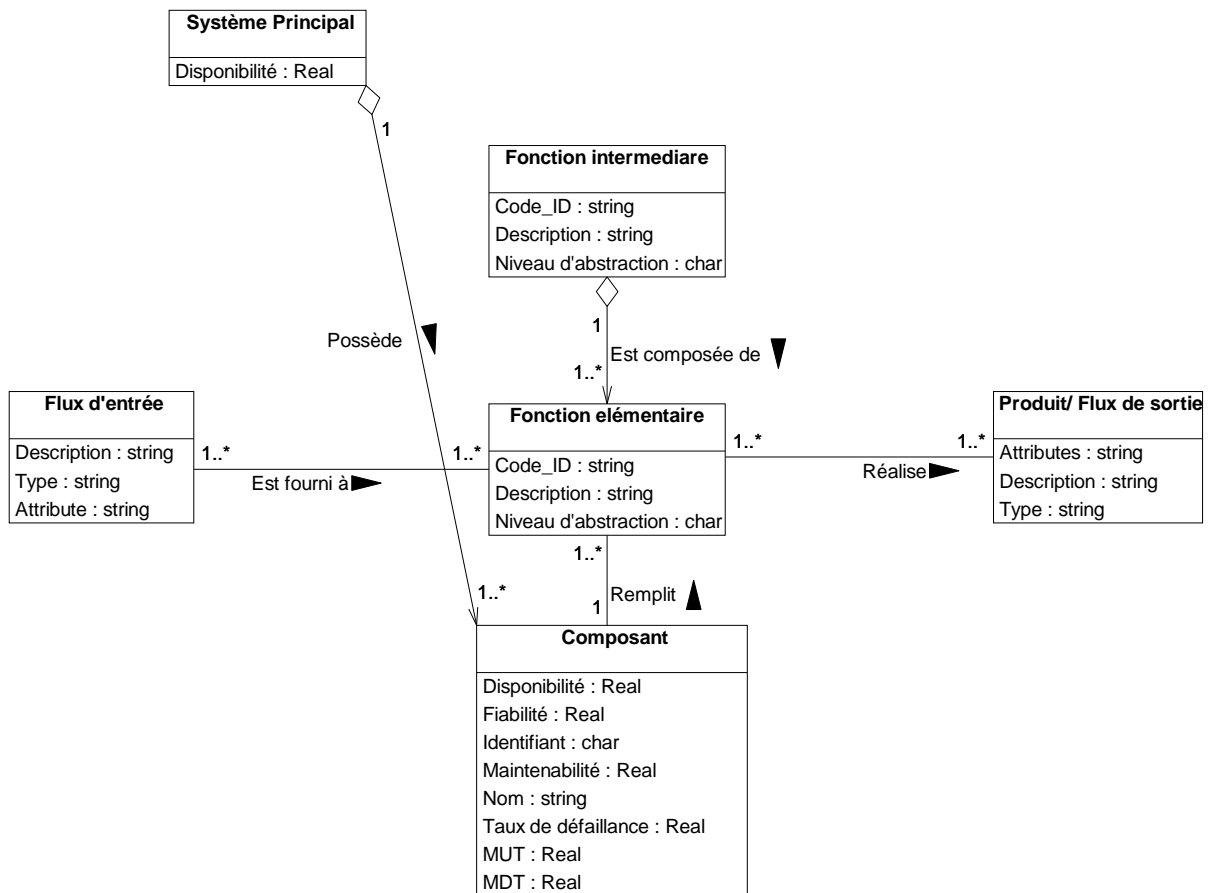 Système Principal
Disponibilité : Real
1
Fonction intermediare
Code_ID : string
Description : string
Niveau d'abstraction : char
1
Possède
Est composée de
1..*
Flux d'entrée
Description : string
Type : string
Attribute : string
1..*
Est fourni à
1..*
Fonction elémentaire
Code_ID : string
Description : string
Niveau d'abstraction : char
1..*
Réalise
1..*
Produit/ Flux de sortie
Attributes : string
Description : string
Type : string
1..*
Remplit
1
1..*
Composant
Disponibilité : Real
Fiabilité : Real
Identifiant : char
Maintenabilité : Real
Nom : string
Taux de défaillance : Real
MUT : Real
MDT : Real